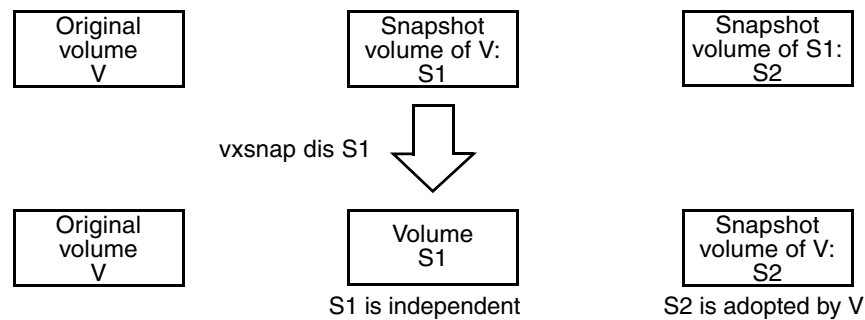 Original
volume
V
Snapshot
volume of V:
S1
Snapshot
volume of S1:
S2
vxsnap dis S1
Original
volume
V
Volume
S1
Snapshot
volume of V:
S2
S1 is independent
S2 is adopted by V